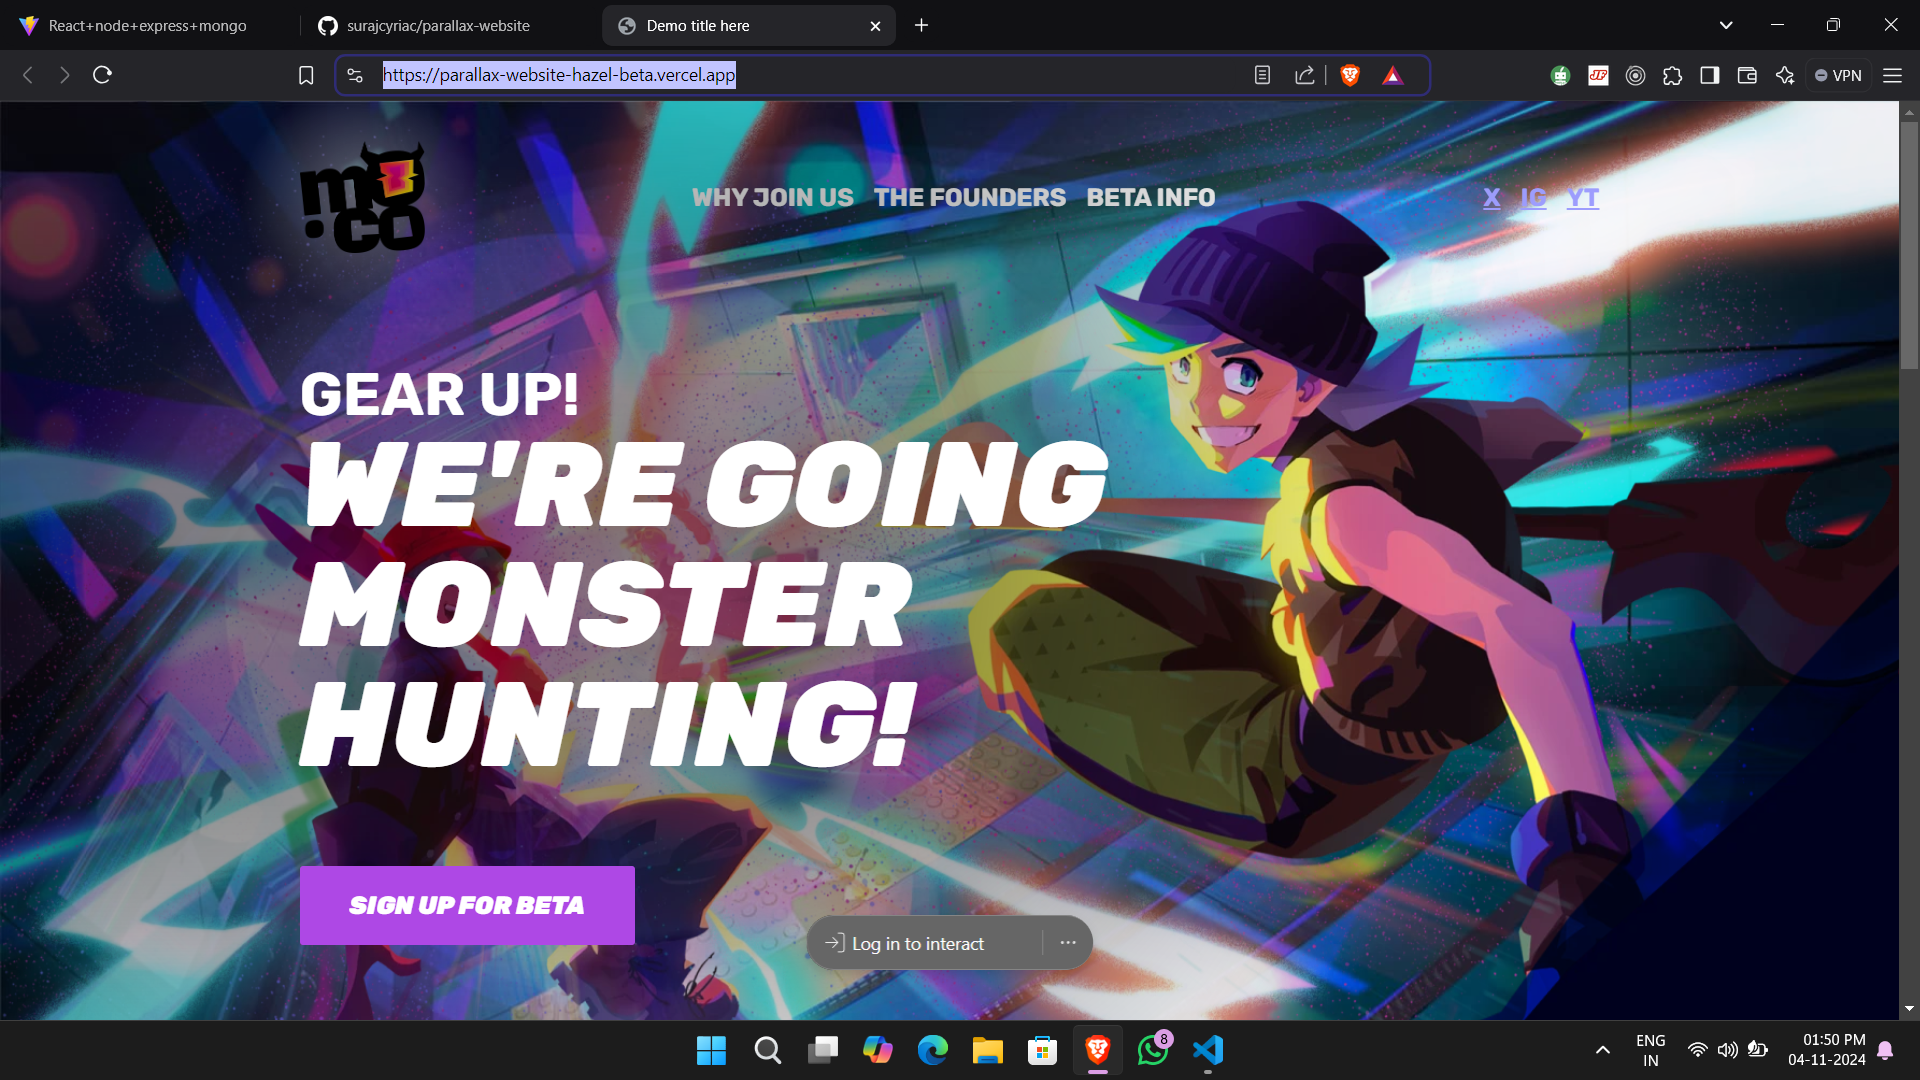 React+node+express+mongo
surajcyriac/parallax-website
Demo title here
https://parallax-website-hazel-beta.vercel.app
VPN
mo.co
WHY JOIN US THE FOUNDERS BETA INFO
X IG YT
GEAR UP!
WE'RE GOING
MONSTER
HUNTING!
SIGN UP FOR BETA
Log in to interact
8
ENG
IN
01:50 PM
04-11-2024